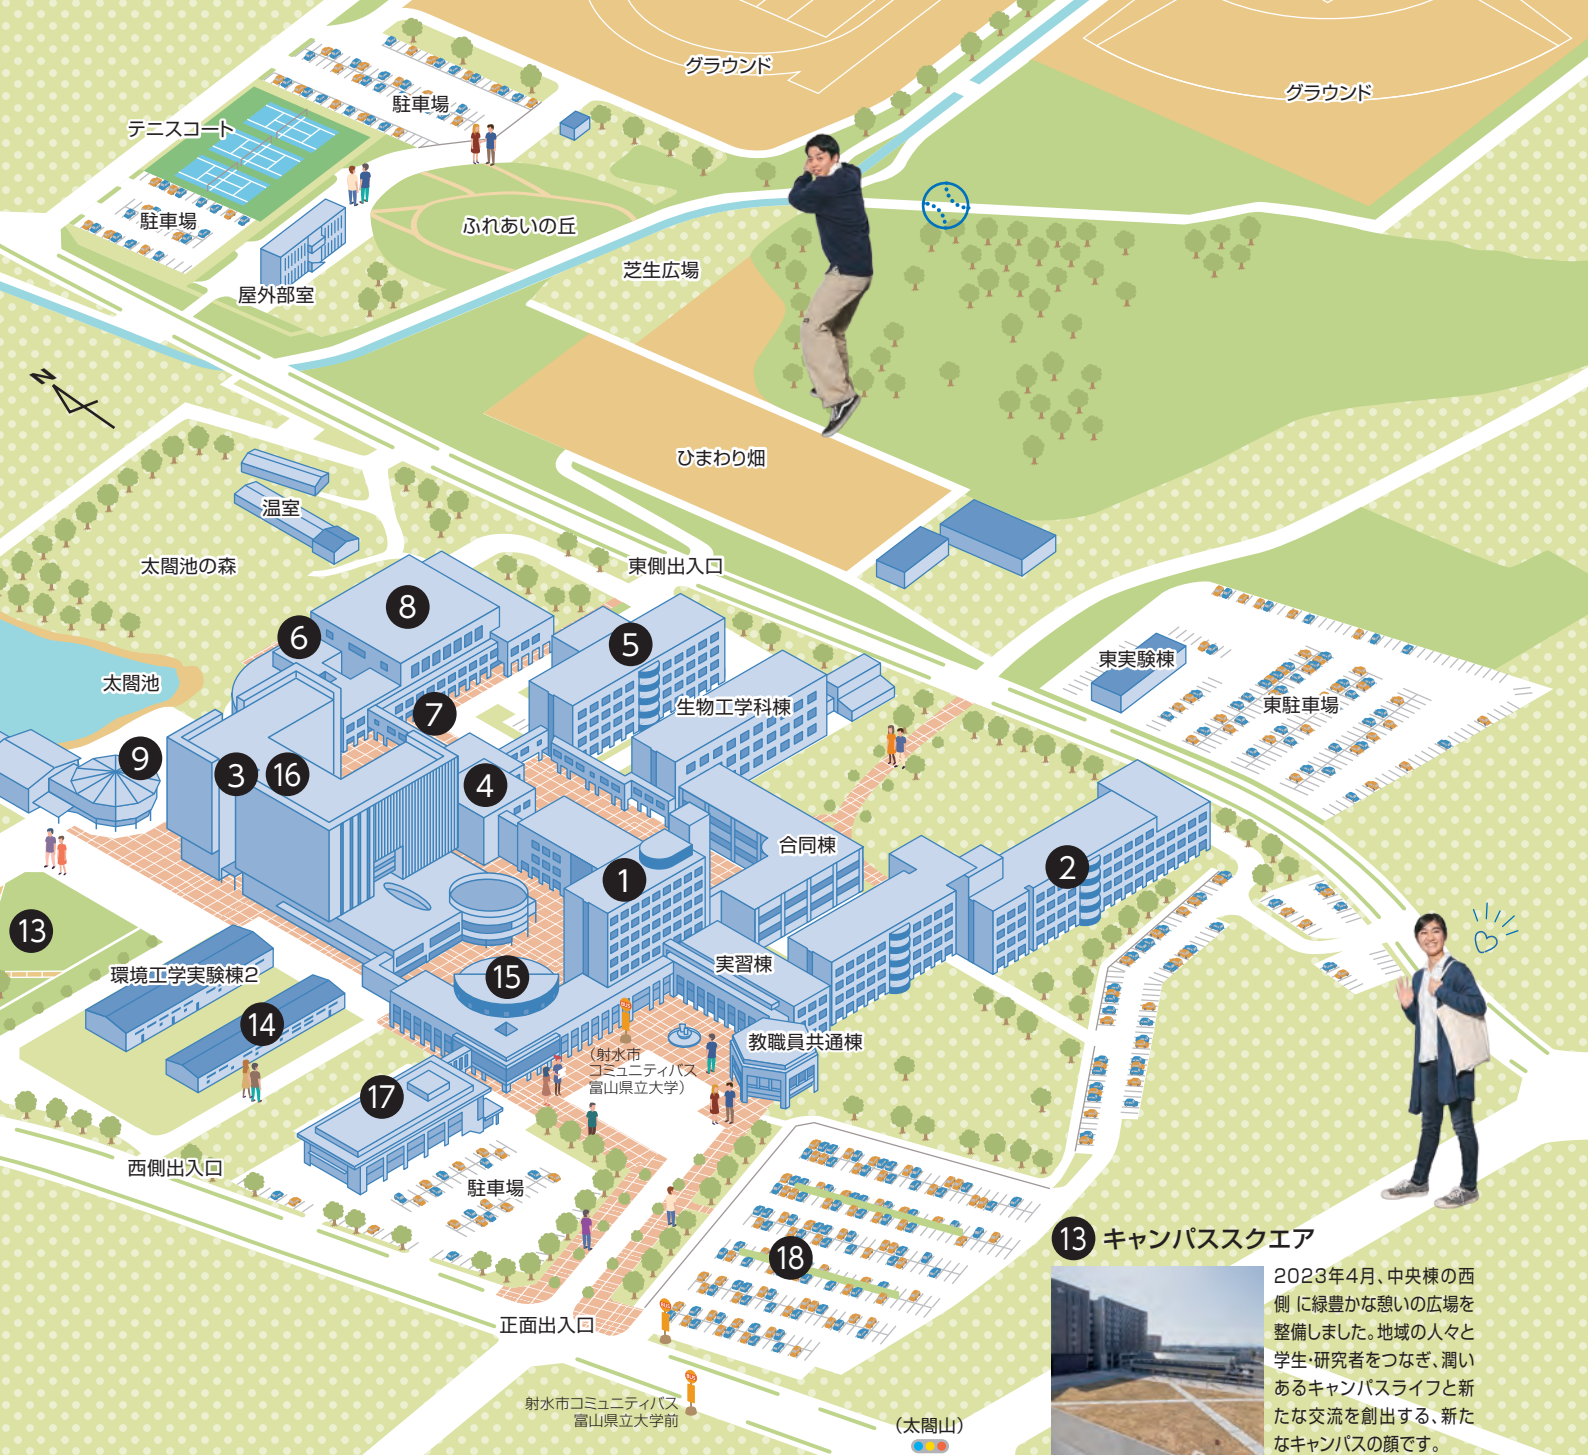 グラウンド
グラウンド
駐車場
テニスコート
駐車場
ふれあいの丘
芝生広場
屋外部室
N
ひまわり畑
温室
太閤池の森
東側出入口
8
6
5
東実験棟
太閤池
7
生物工学科棟
東駐車場
9
3
16
4
合同棟
1
2
13
実習棟
環境工学実験棟2
15
14
教職員共通棟
BUS
(射水市
コミュニティバス
富山県立大学)
17
西側出入口
駐車場
18
正面出入口
BUS
BUS
射水市コミュニティバス
富山県立大学前
(太閤山)
13 キャンパススクエア
2023年4月、中央棟の西
側 に緑豊かな憩いの広場を
整備しました。地域の人々と
学生・研究者をつなぎ、潤い
あるキャンパスライフと新
たな交流を創出する、新た
なキャンパスの顔です。